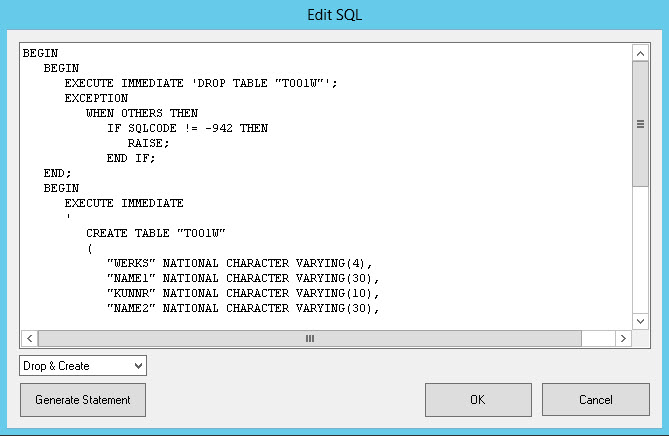 Edit SQL
BEGIN
BEGIN
EXECUTE IMMEDIATE 'DROP TABLE "T001W"';
EXCEPTION
WHEN OTHERS THEN
IF SQLCODE != -942 THEN
RAISE;
END IF;
END;
BEGIN
EXECUTE IMMEDIATE
'
CREATE TABLE "T001W"
(
"WERKS" NATIONAL CHARACTER VARYING(4),
"NAME1" NATIONAL CHARACTER VARYING(30),
"KUNNR" NATIONAL CHARACTER VARYING(10),
"NAME2" NATIONAL CHARACTER VARYING(30),
Drop & Create
Generate Statement
OK
Cancel